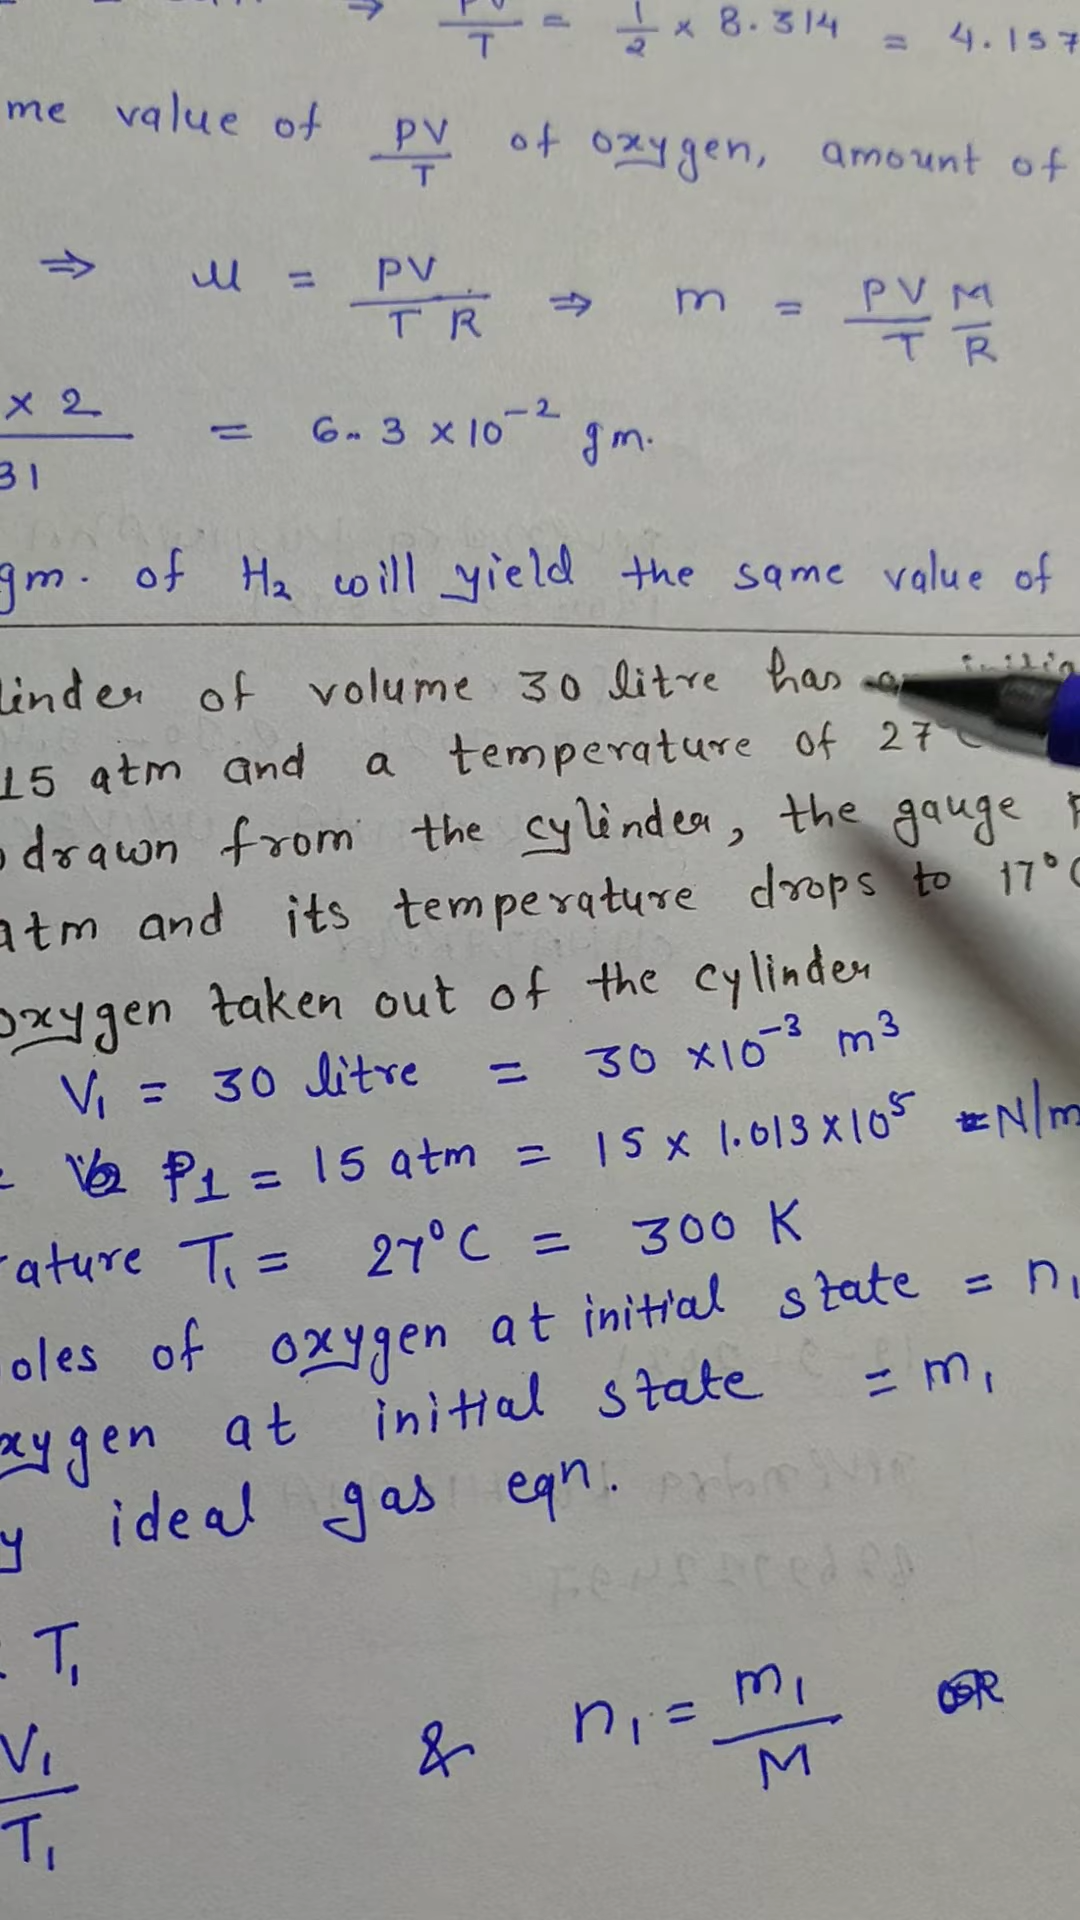 ⇒ PV/T = 1/2 × 8.314 = 4.157
me value of PV/T of oxygen, amount of
⇒ μ = PV/TR ⇒ m = PV/T M/R
× 2/31 = 6.3 × 10⁻² gm.
gm. of H₂ will yield the same value of
linder of volume 30 litre has
15 atm and a temperature of 27°C
drawn from the cylinder, the gauge P
atm and its temperature drops to 17°C
oxygen taken out of the cylinder
V₁ = 30 litre = 30 × 10⁻³ m³
P₁ = 15 atm = 15 × 1.013 × 10⁵ N/m
rature T₁ = 27°C = 300 K
oles of oxygen at initial state = n₁
xygen at initial state = m₁
y ideal gas eqn.
T₁
V₁/T₁ & n₁ = m₁/M OR